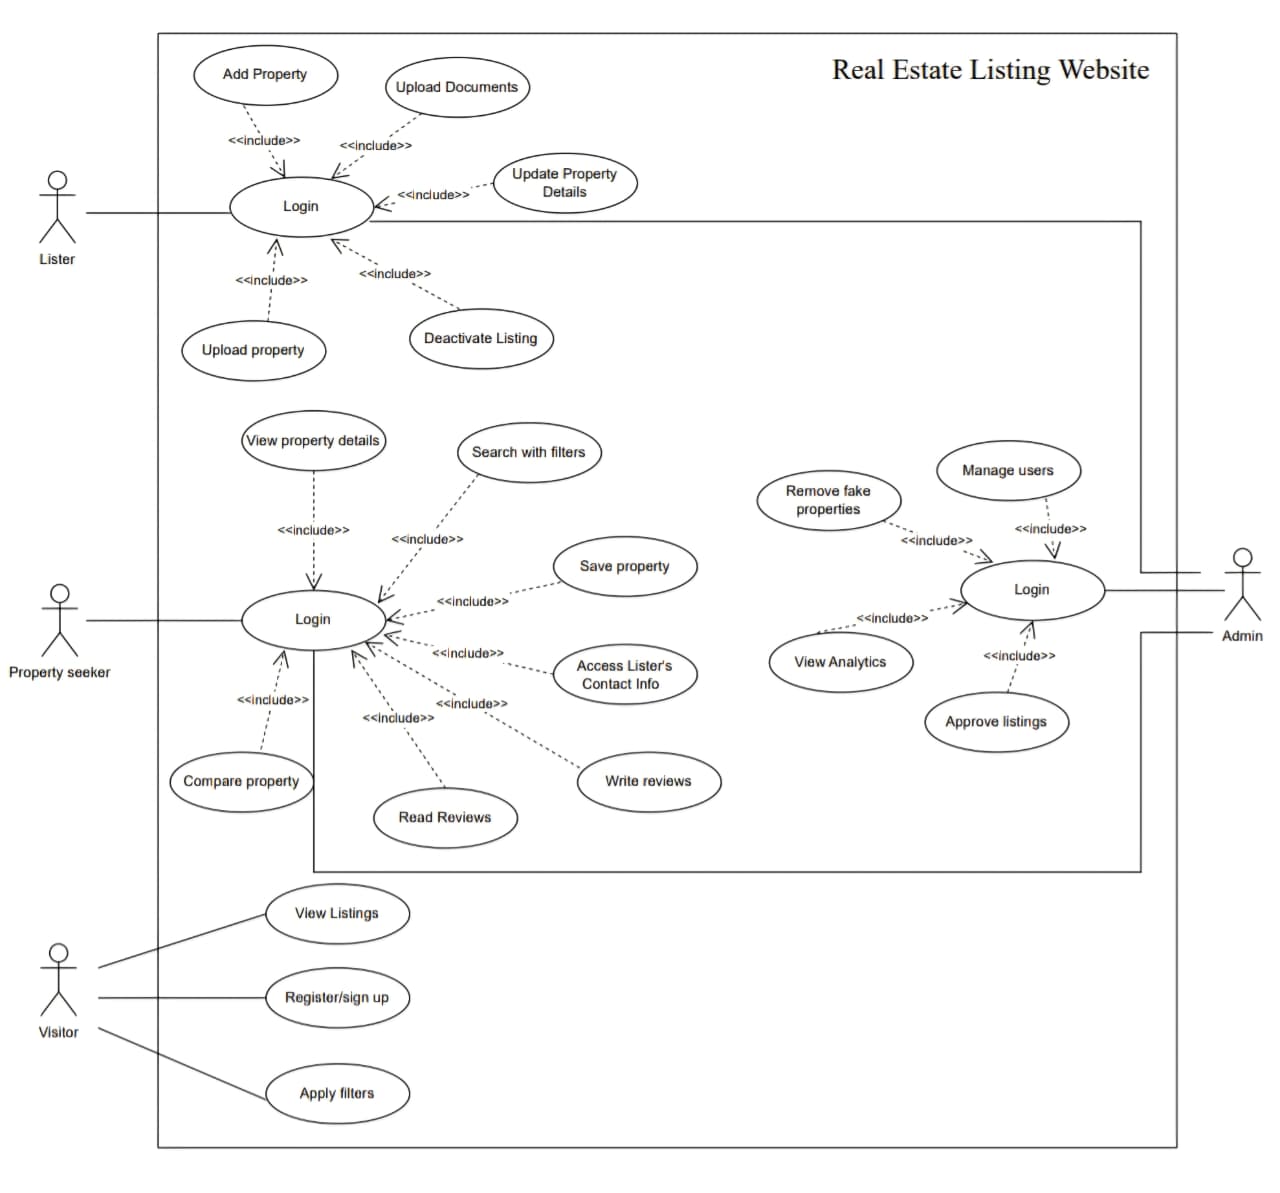 Real Estate Listing Website
Add Property
Upload Documents
<<include>>
<<include>>
Update Property
Details
<<include>>
Login
Lister
<<include>>
<<include>>
Upload property
Deactivate Listing
View property details
Search with filters
Remove fake
properties
Manage users
<<include>>
<<include>>
<<include>>
<<include>>
Save property
<<include>>
Login
Login
<<include>>
Admin
Property seeker
<<include>>
Access Lister's
Contact Info
View Analytics
<<include>>
<<include>>
<<include>>
<<include>>
Approve listings
Compare property
Write reviews
Read Reviews
View Listings
Register/sign up
Visitor
Apply filters